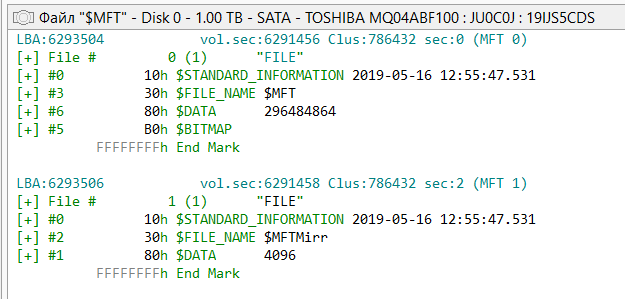 Файл "$MFT" - Disk 0 - 1.00 TB - SATA - TOSHIBA MQ04ABF100 : JU0C0J : 19IJS5CDS
LBA:6293504 vol.sec:6291456 Clus:786432 sec:0 (MFT 0)
[+] File # 0 (1) "FILE"
[+] #0 10h $STANDARD_INFORMATION 2019-05-16 12:55:47.531
[+] #3 30h $FILE_NAME $MFT
[+] #6 80h $DATA 296484864
[+] #5 B0h $BITMAP
FFFFFFFFh End Mark
LBA:6293506 vol.sec:6291458 Clus:786432 sec:2 (MFT 1)
[+] File # 1 (1) "FILE"
[+] #0 10h $STANDARD_INFORMATION 2019-05-16 12:55:47.531
[+] #2 30h $FILE_NAME $MFTMirr
[+] #1 80h $DATA 4096
FFFFFFFFh End Mark